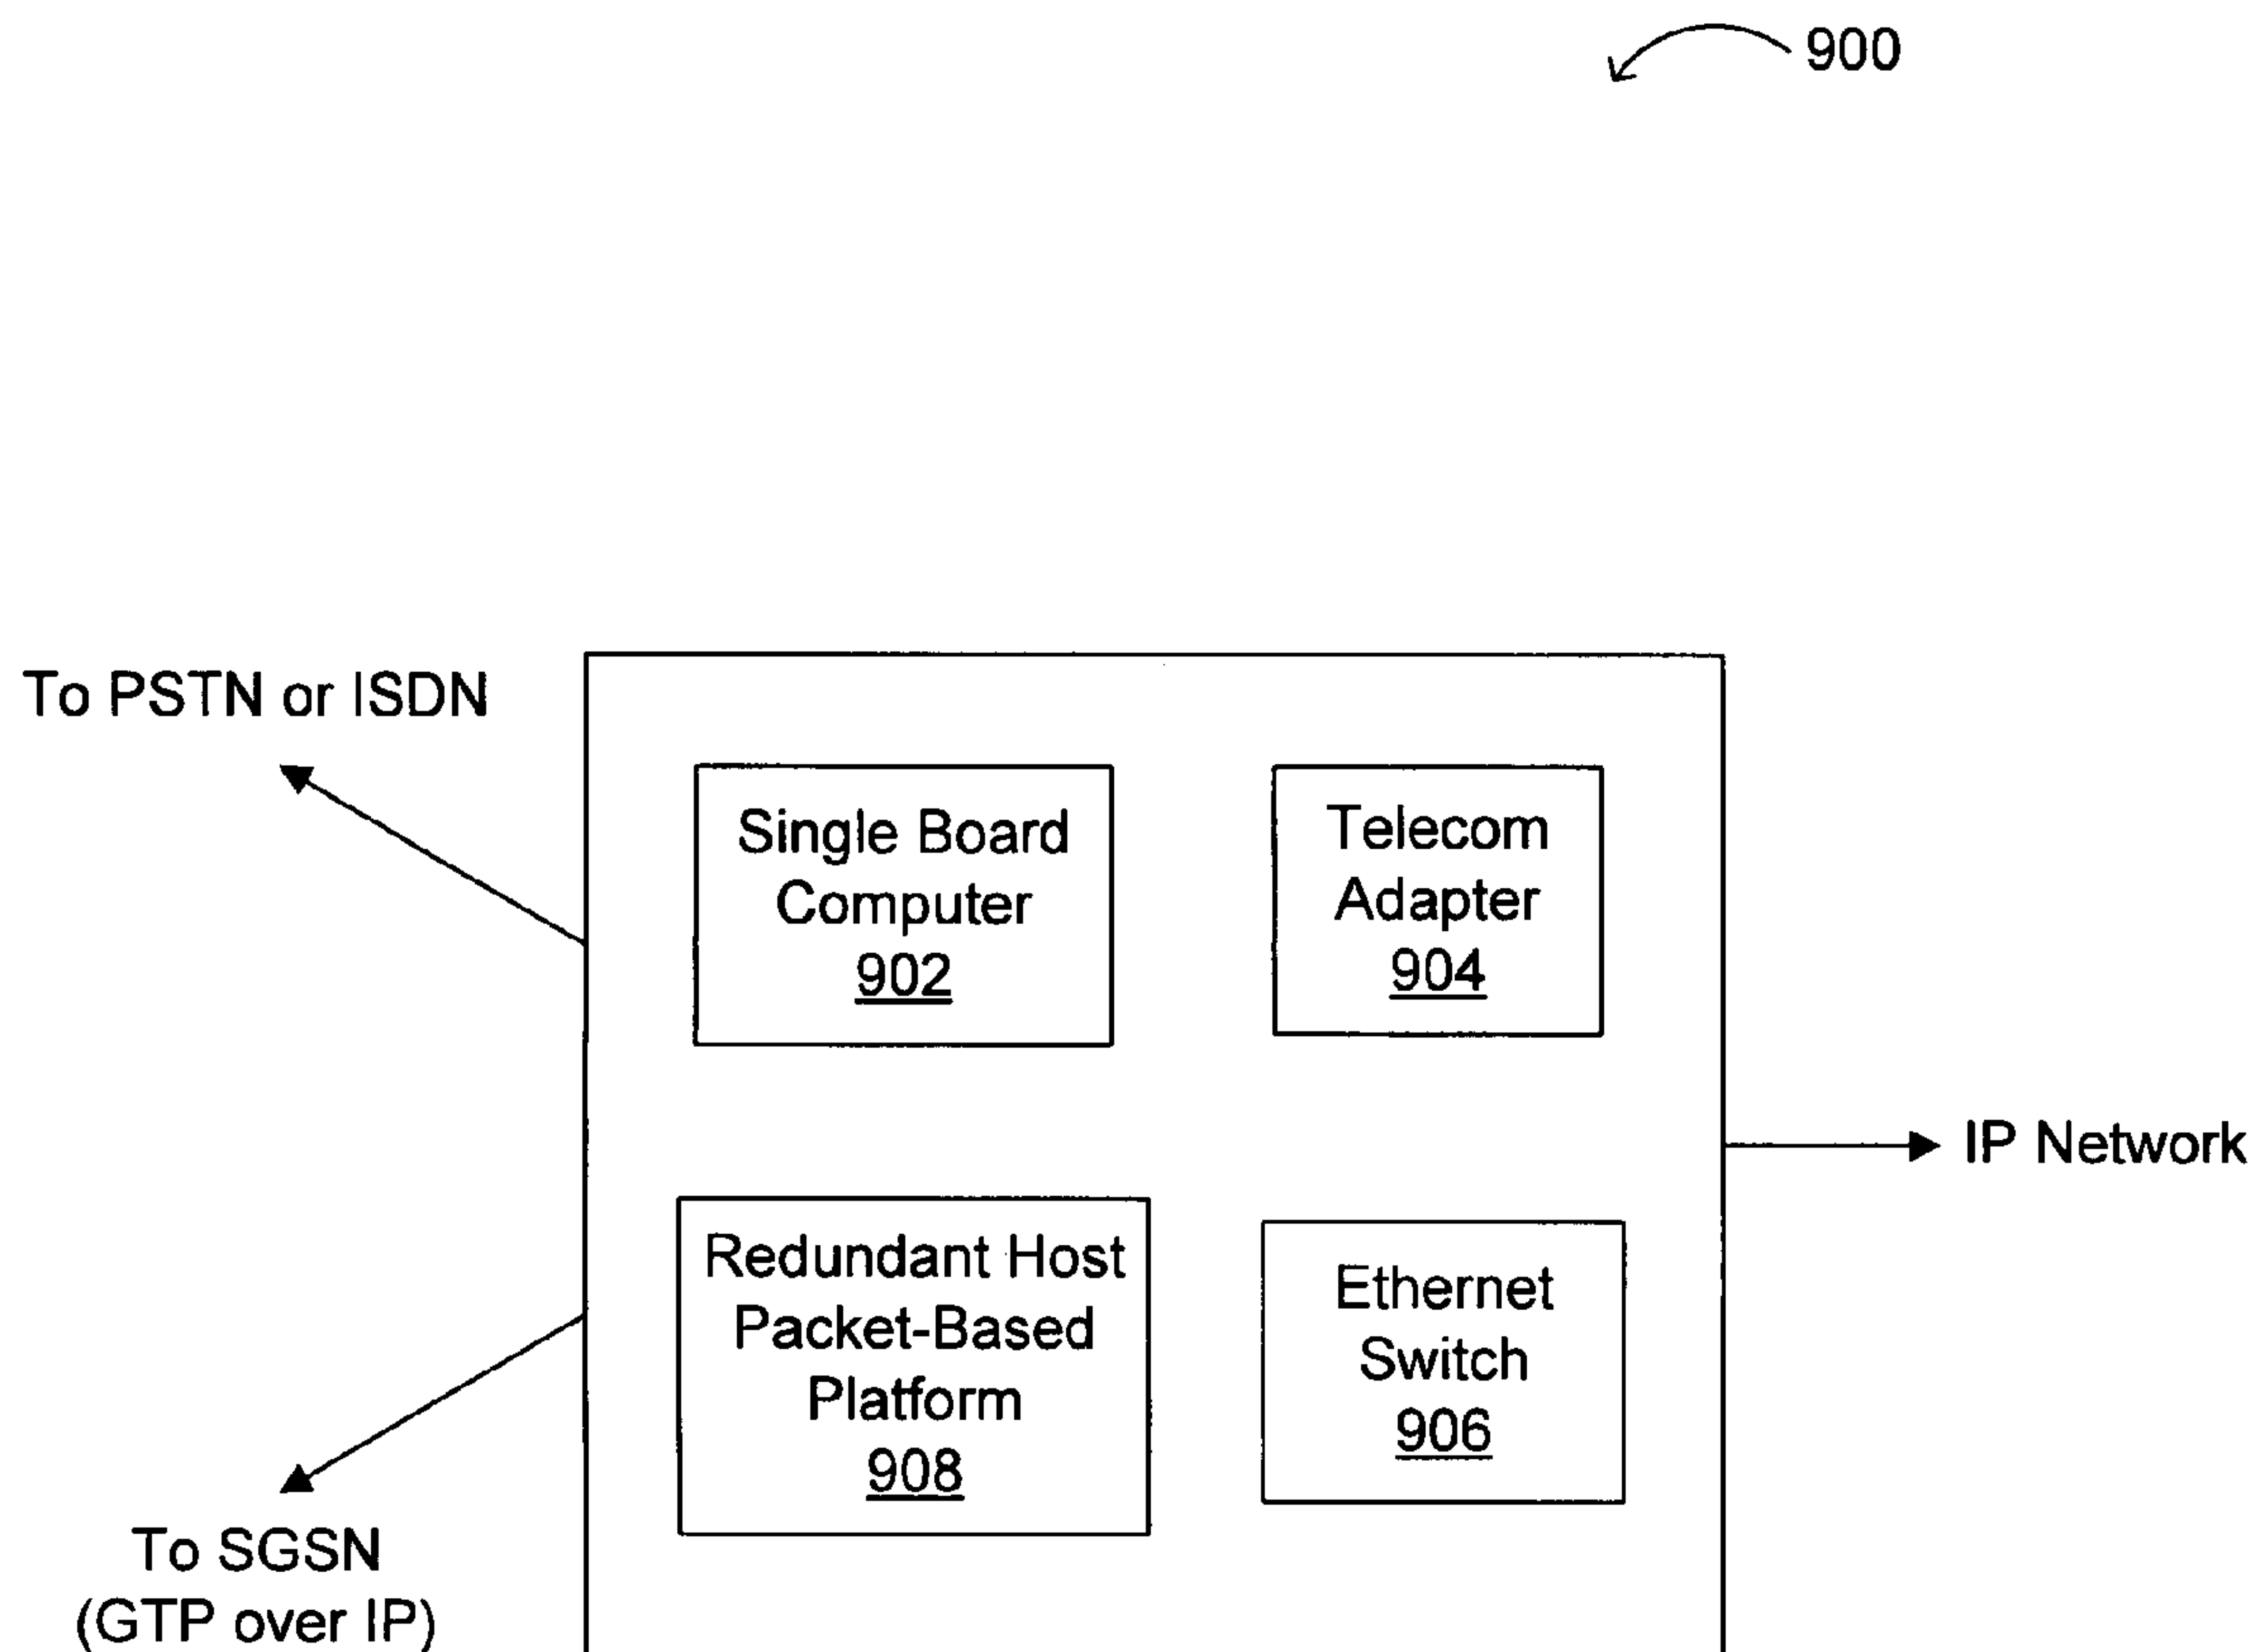 900
To PSTN or ISDN
Single Board
Computer
902
Telecom
Adapter
904
IP Network
Redundant Host
Packet-Based
Platform
908
Ethernet
Switch
906
To SGSN
(GTP over IP)